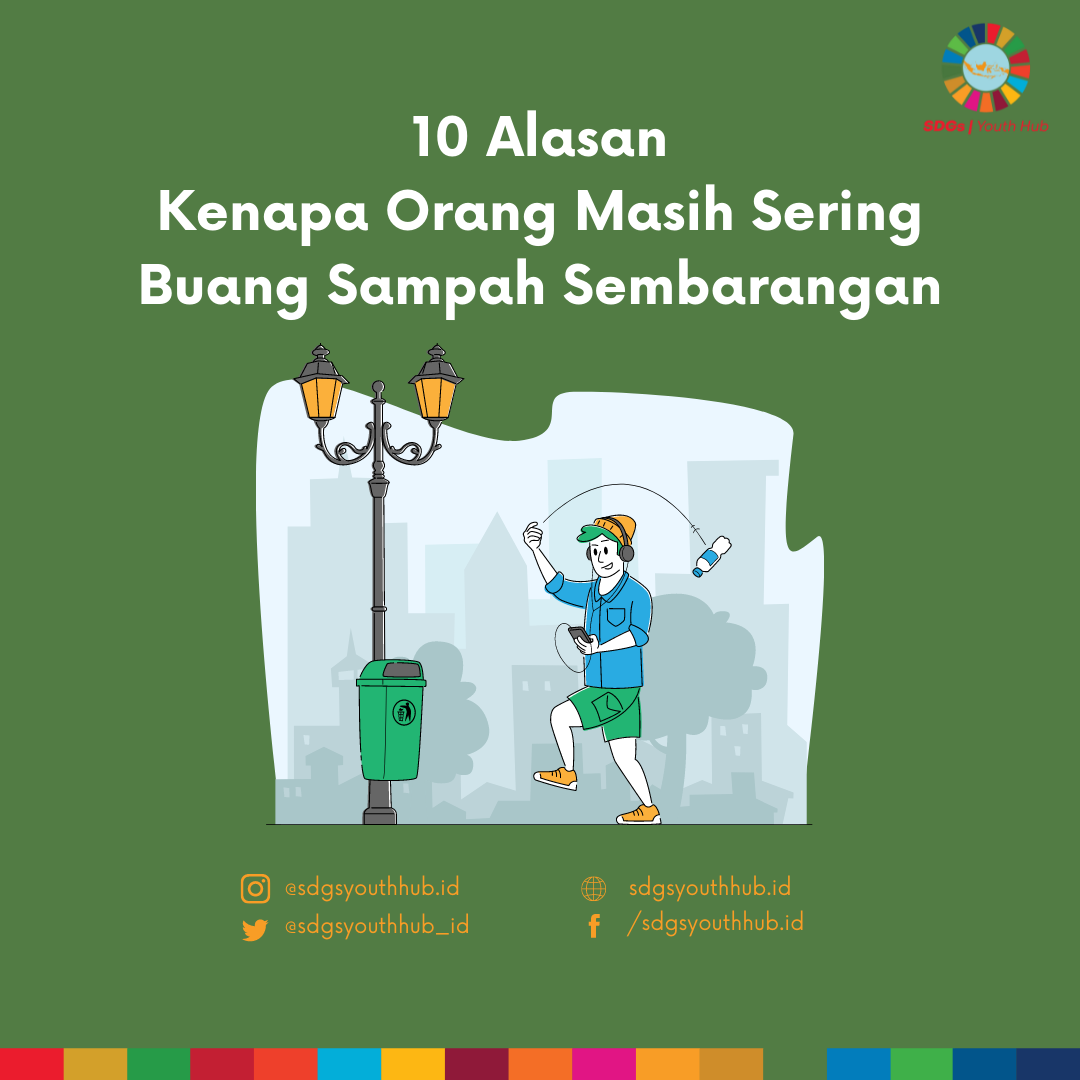 SDGs | Youth Hub
10 Alasan
Kenapa Orang Masih Sering
Buang Sampah Sembarangan
@sdgsyouthhub.id
sdgsyouthhub.id
@sdgsyouthhub_id
/sdgsyouthhub.id